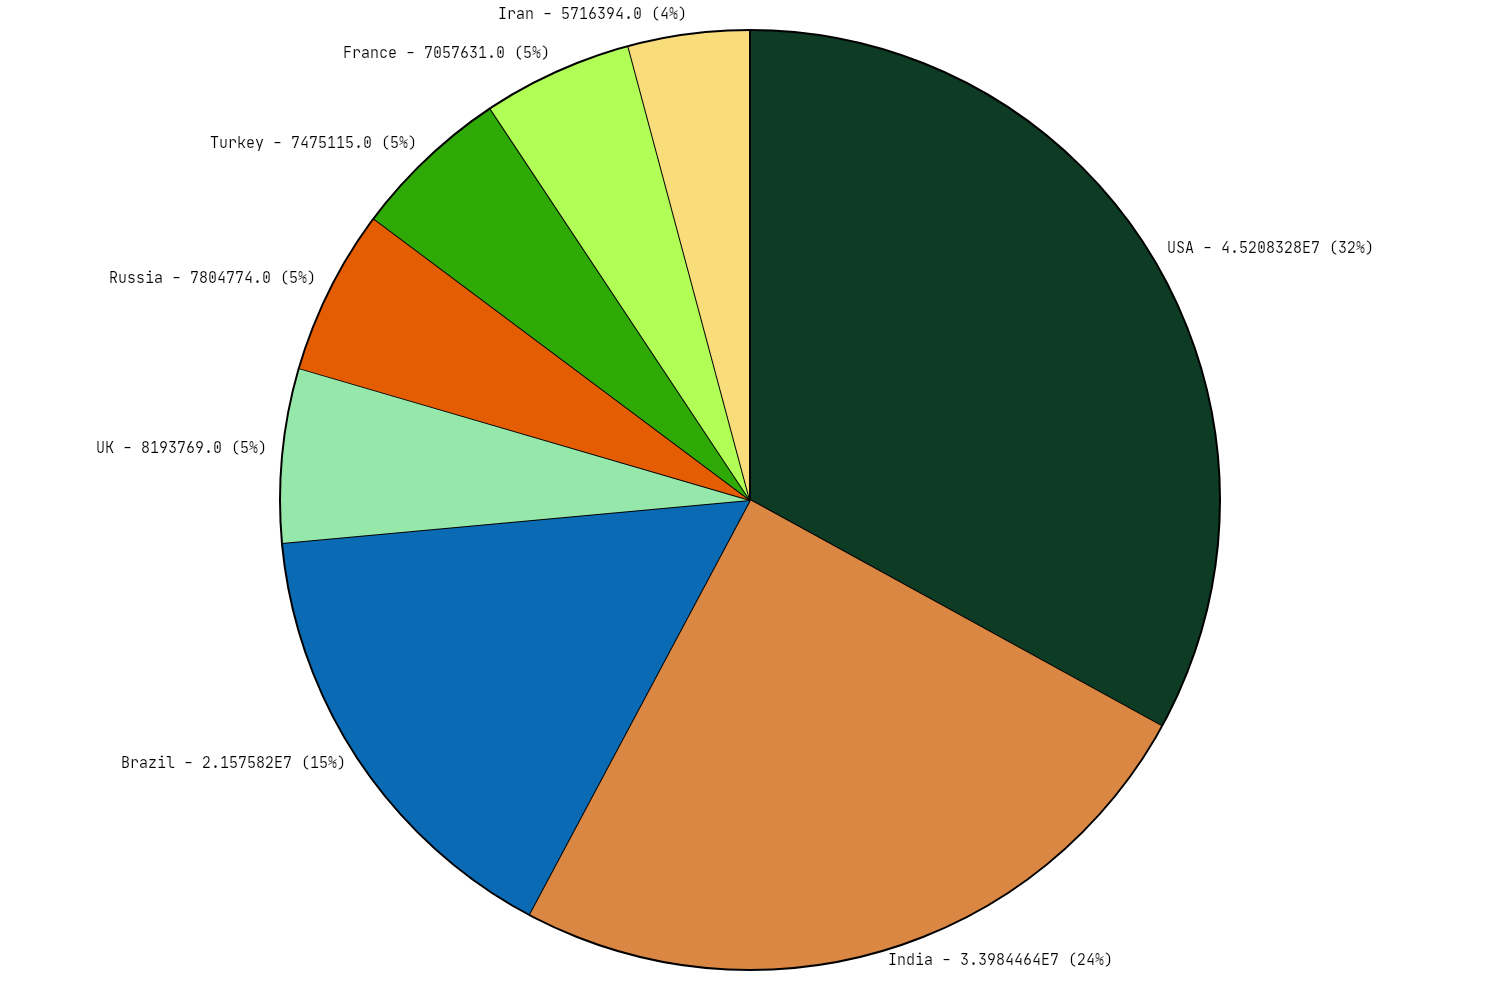 Iran - 5716394.0 (4%)
France - 7057631.0 (5%)
Turkey - 7475115.0 (5%)
USA - 4.5208328E7 (32%)
Russia - 7804774.0 (5%)
UK - 8193769.0 (5%)
Brazil - 2.157582E7 (15%)
India - 3.3984464E7 (24%)